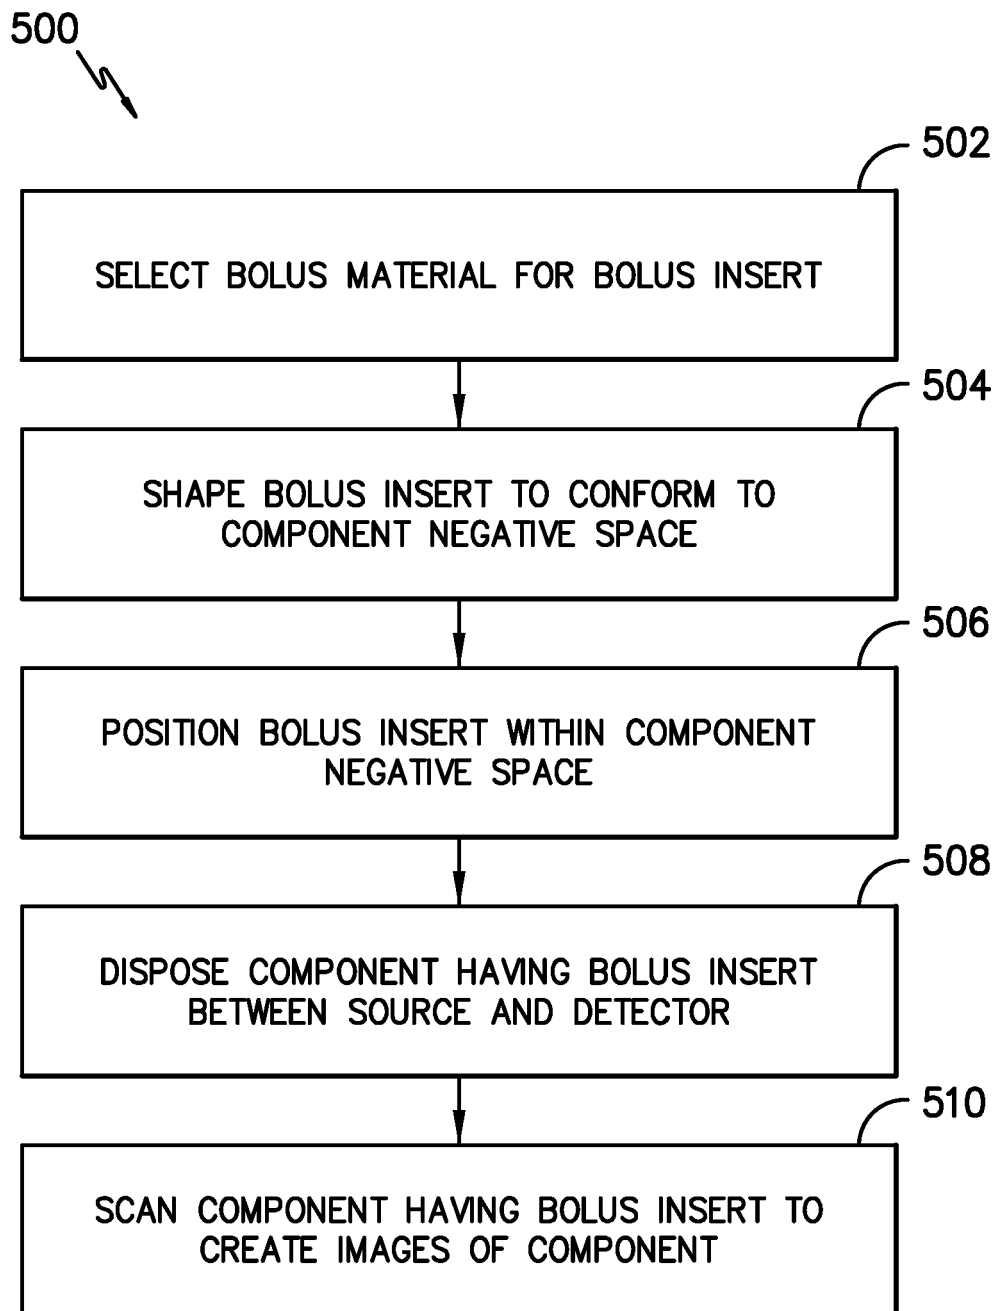 500
502
SELECT BOLUS MATERIAL FOR BOLUS INSERT
504
SHAPE BOLUS INSERT TO CONFORM TO
COMPONENT NEGATIVE SPACE
506
POSITION BOLUS INSERT WITHIN COMPONENT
NEGATIVE SPACE
508
DISPOSE COMPONENT HAVING BOLUS INSERT
BETWEEN SOURCE AND DETECTOR
510
SCAN COMPONENT HAVING BOLUS INSERT TO
CREATE IMAGES OF COMPONENT